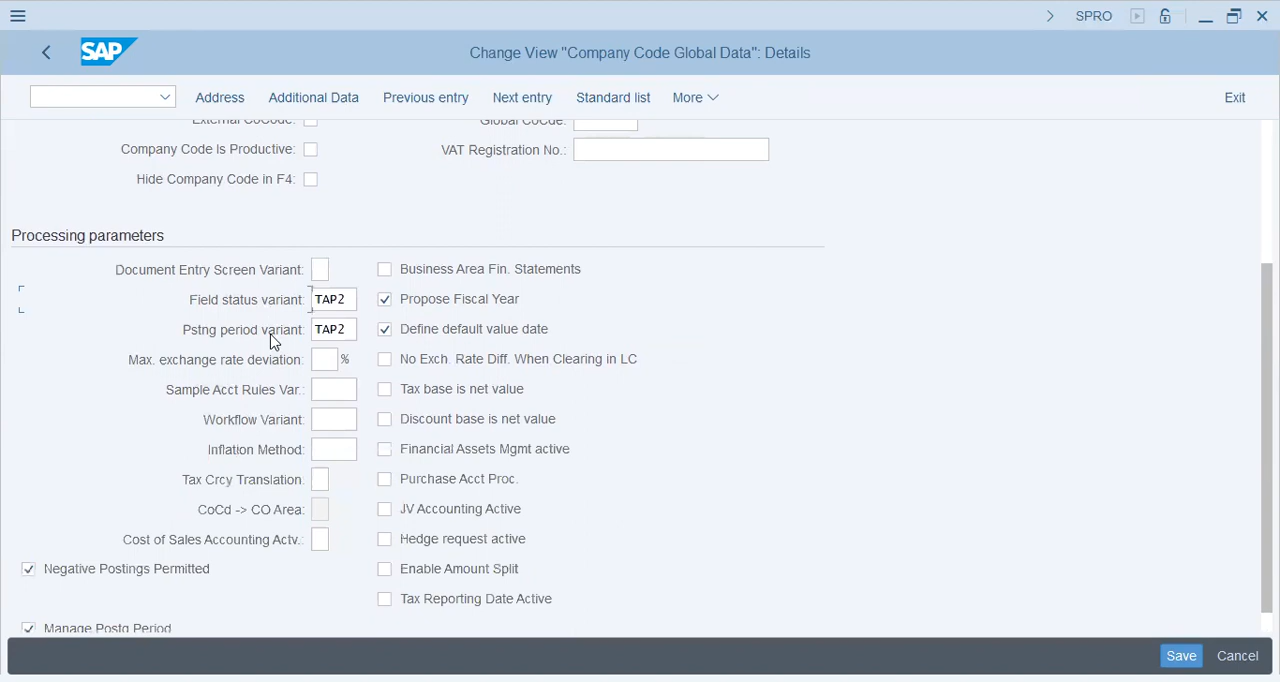 SPRO
SAP
Change View "Company Code Global Data": Details
Address
Additional Data
Previous entry
Next entry
Standard list
More
Exit
External CoCode:
Global CoCde:
Company Code Is Productive:
VAT Registration No.:
Hide Company Code in F4:
Processing parameters
Document Entry Screen Variant:
Business Area Fin. Statements
Field status variant: TAP2
Propose Fiscal Year
Pstng period variant: TAP2
Define default value date
Max. exchange rate deviation: %
No Exch. Rate Diff. When Clearing in LC
Sample Acct Rules Var.:
Tax base is net value
Workflow Variant:
Discount base is net value
Inflation Method:
Financial Assets Mgmt active
Tax Crcy Translation:
Purchase Acct Proc.
CoCd -> CO Area:
JV Accounting Active
Cost of Sales Accounting Actv.:
Hedge request active
Negative Postings Permitted
Enable Amount Split
Tax Reporting Date Active
Manage Postg Period
Save
Cancel